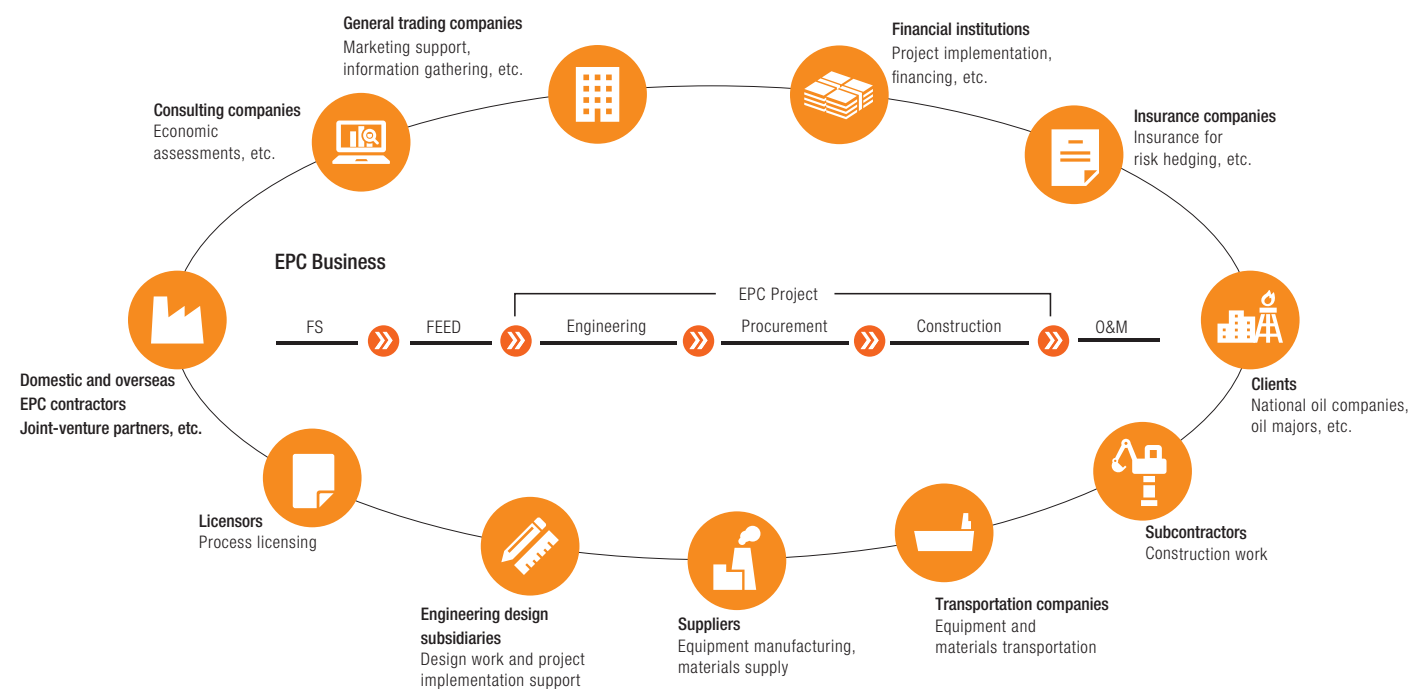 General trading companies
Marketing support,
information gathering, etc.
Financial institutions
Project implementation,
financing, etc.
Consulting companies
Economic
assessments, etc.
Insurance companies
Insurance for
risk hedging, etc.
EPC Business
EPC Project
FS
FEED
Engineering
Procurement
Construction
O&M
Domestic and overseas
EPC contractors
Joint-venture partners, etc.
Clients
National oil companies,
oil majors, etc.
Licensors
Process licensing
Subcontractors
Construction work
Engineering design
subsidiaries
Design work and project
implementation support
Suppliers
Equipment manufacturing,
materials supply
Transportation companies
Equipment and
materials transportation